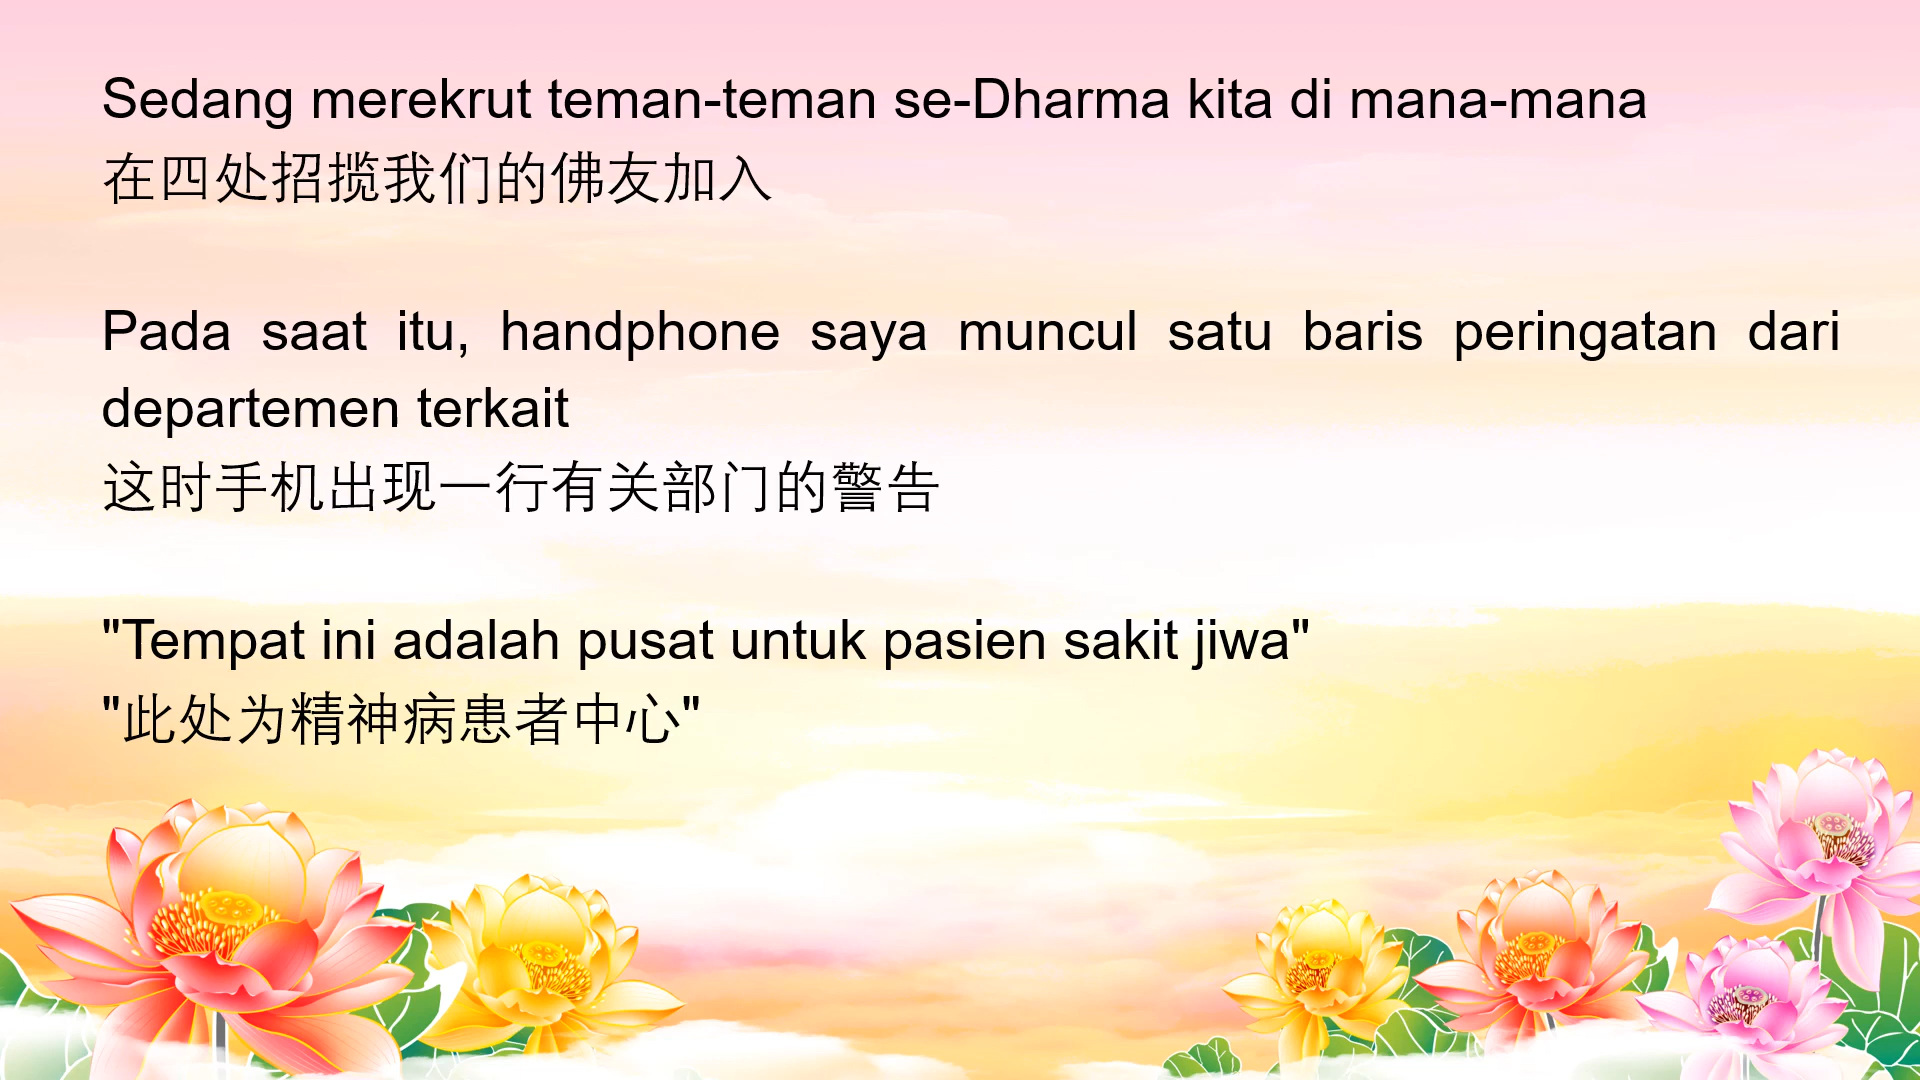 Sedang merekrut teman-teman se-Dharma kita di mana-mana
在四处招揽我们的佛友加入
Pada saat itu, handphone saya muncul satu baris peringatan dari
departemen terkait
这时手机出现一行有关部门的警告
"Tempat ini adalah pusat untuk pasien sakit jiwa"
"此处为精神病患者中心"